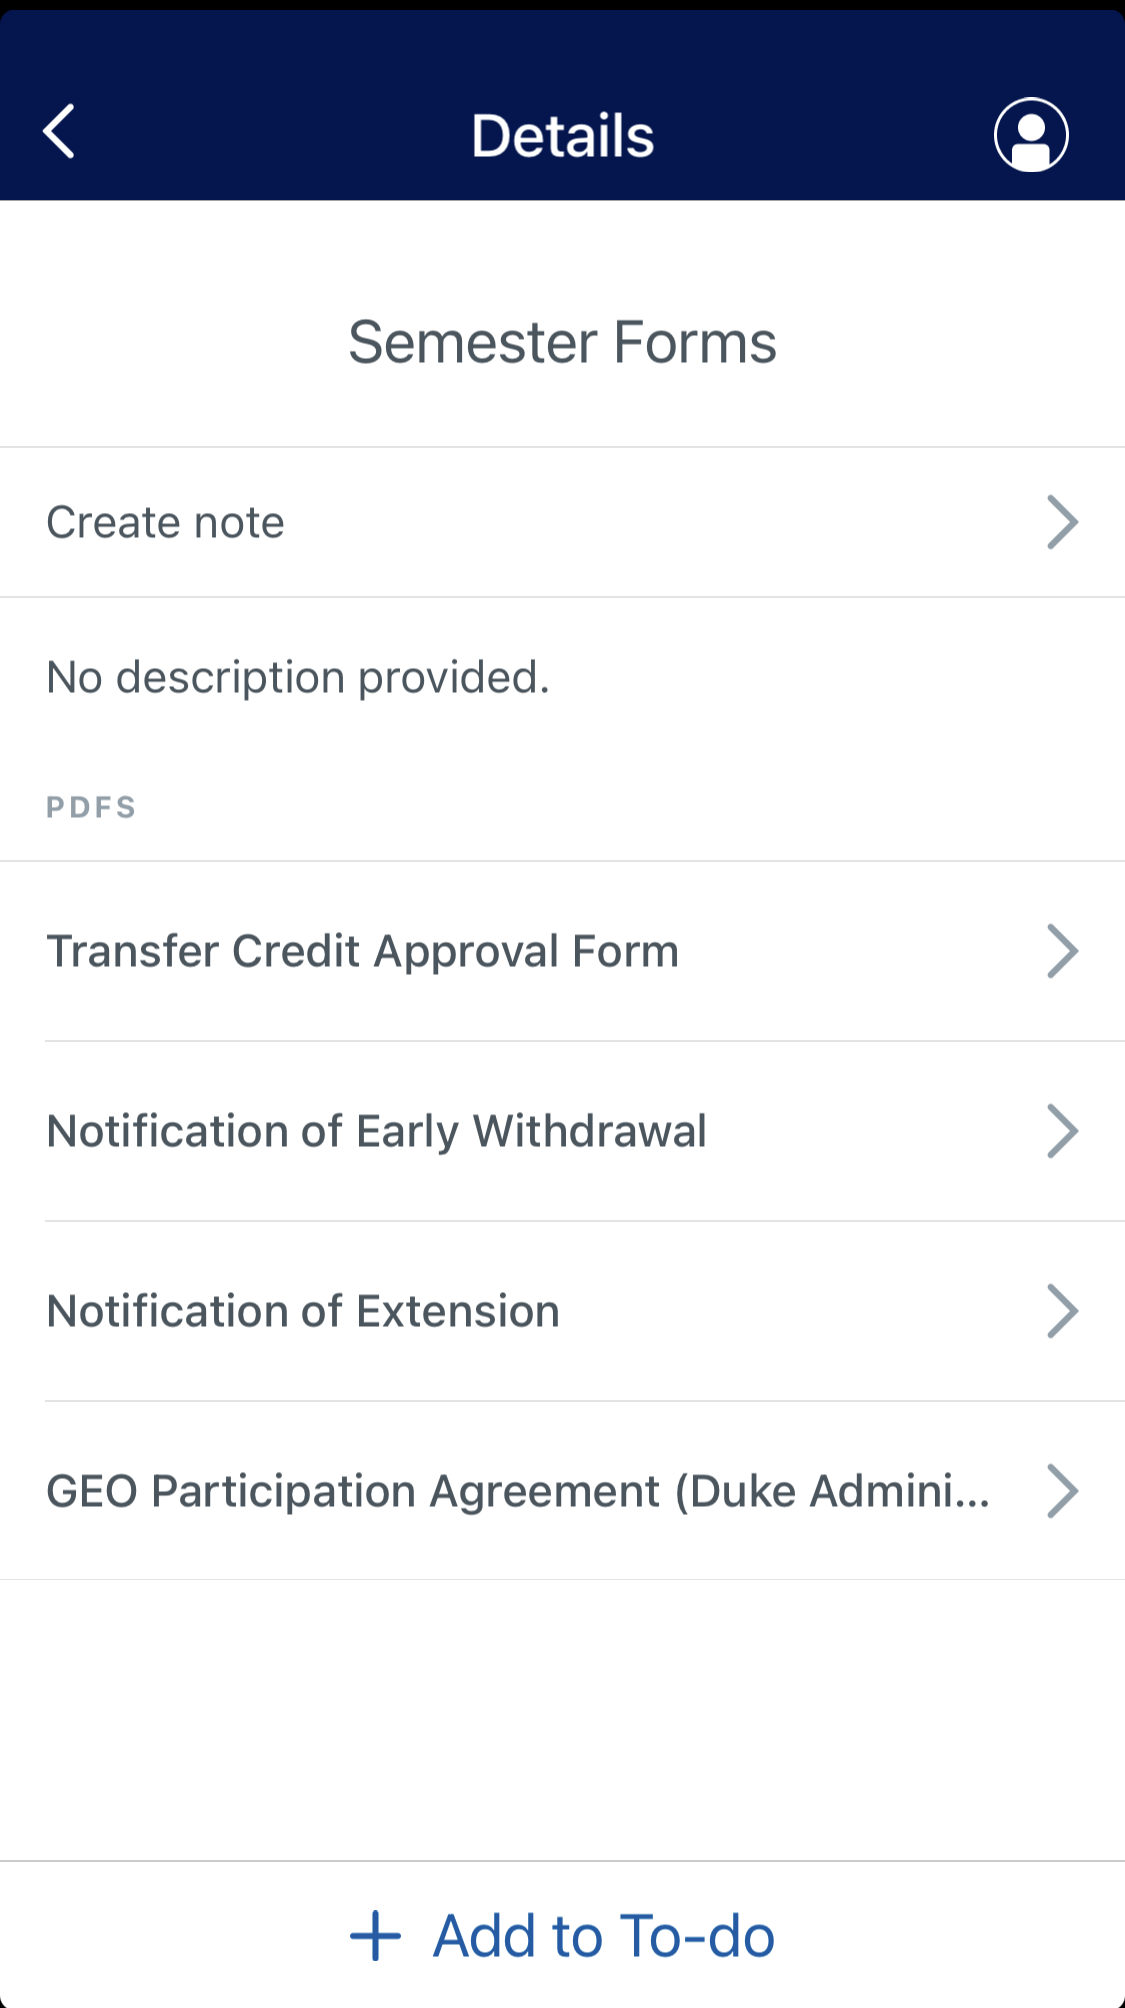 Details
Semester Forms
Create note
No description provided.
PDFS
Transfer Credit Approval Form
Notification of Early Withdrawal
Notification of Extension
GEO Participation Agreement (Duke Admini...
+ Add to To-do